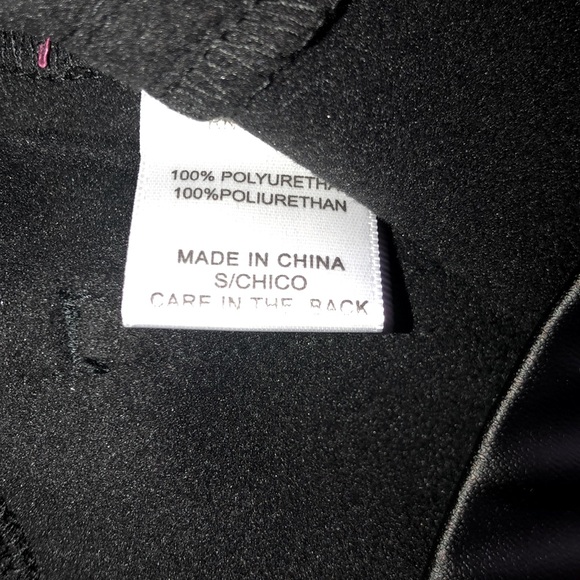 100% POLYURETHA
100%POLIURETHAN
MADE IN CHINA
S/CHICO
CARE IN THE BACK